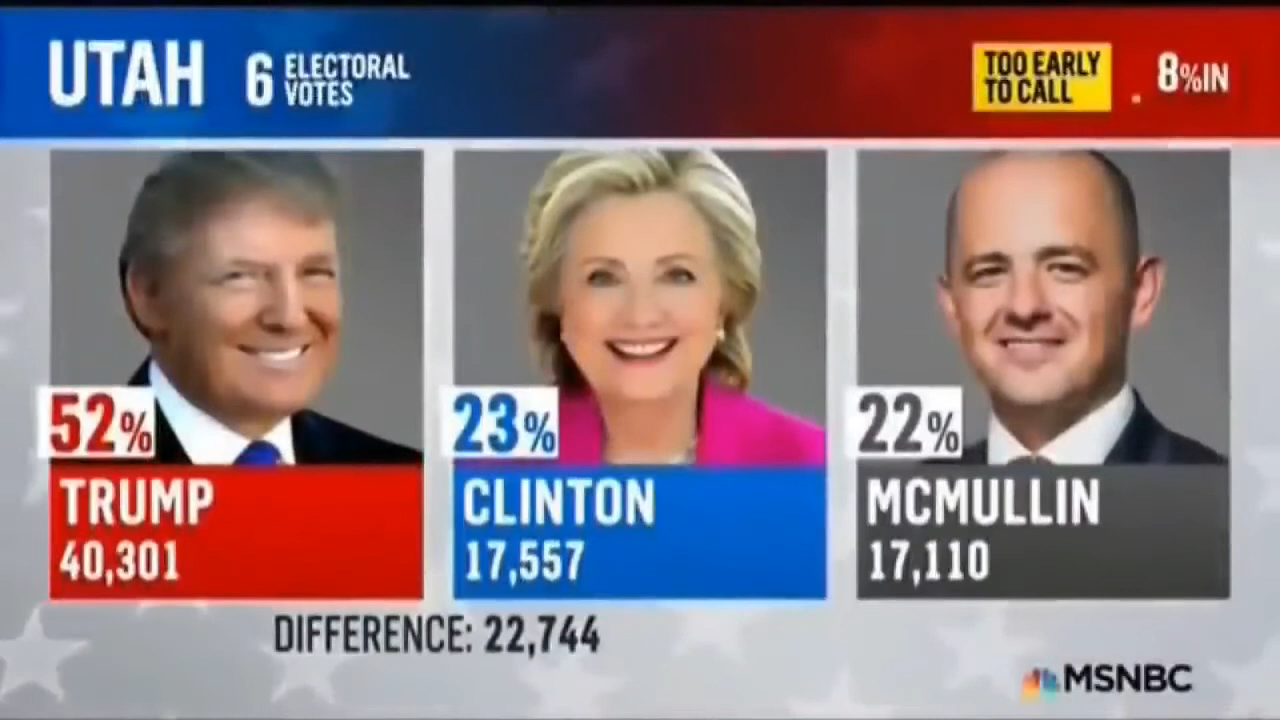 UTAH 6 ELECTORAL VOTES
TOO EARLY TO CALL 8%IN
52% 23% 22%
TRUMP CLINTON MCMULLIN
40,301 17,557 17,110
DIFFERENCE: 22,744
MSNBC